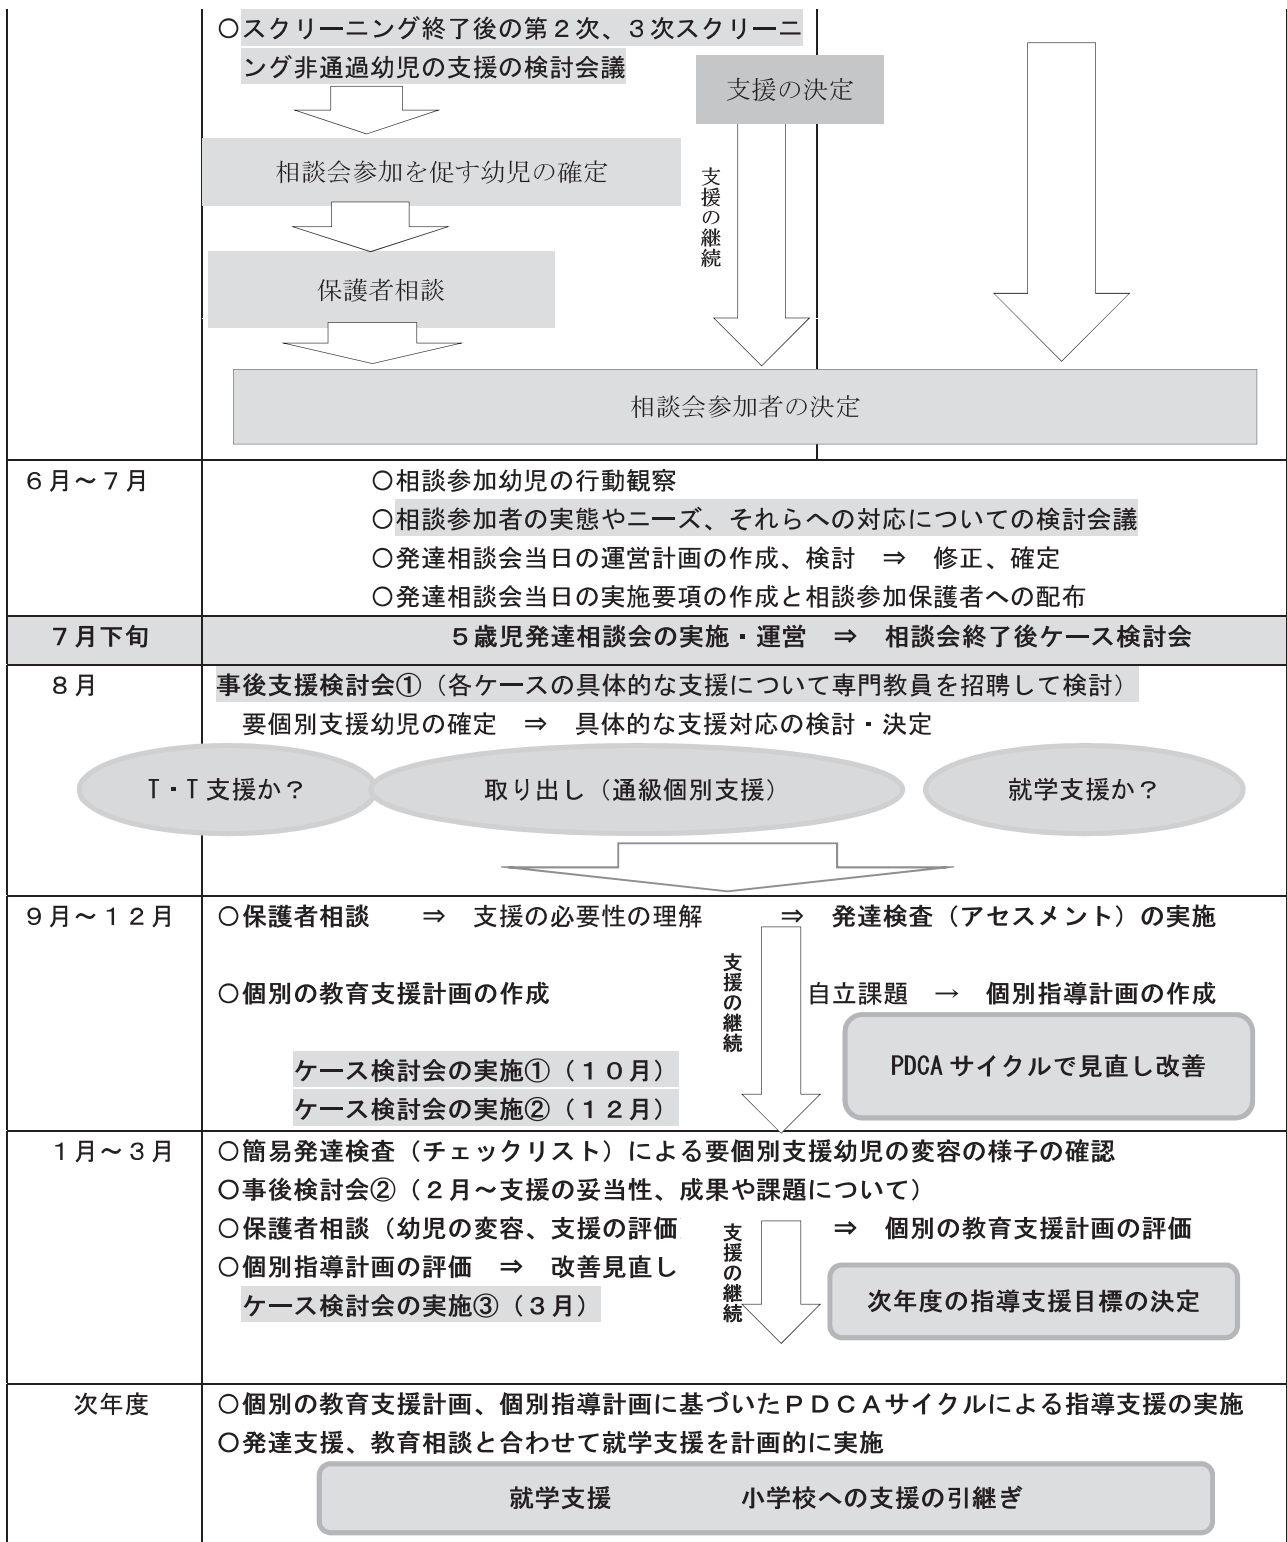 ○スクリーニング終了後の第２次、３次スクリーニ
ング非通過幼児の支援の検討会議
支援の決定
相談会参加を促す幼児の確定
支援の継続
保護者相談
相談会参加者の決定
６月～７月
○相談参加幼児の行動観察
○相談参加者の実態やニーズ、それらへの対応についての検討会議
○発達相談会当日の運営計画の作成、検討　⇒　修正、確定
○発達相談会当日の実施要項の作成と相談参加保護者への配布
７月下旬　５歳児発達相談会の実施・運営　⇒　相談会終了後ケース検討会
８月
事後支援検討会①（各ケースの具体的な支援について専門教員を招聘して検討）
要個別支援幼児の確定　⇒　具体的な支援対応の検討・決定
T・T支援か？
取り出し（通級個別支援）
就学支援か？
９月～１２月
○保護者相談　⇒　支援の必要性の理解　⇒　発達検査（アセスメント）の実施
支援の継続
○個別の教育支援計画の作成
自立課題　→　個別指導計画の作成
PDCAサイクルで見直し改善
ケース検討会の実施①（１０月）
ケース検討会の実施②（１２月）
１月～３月
○簡易発達検査（チェックリスト）による要個別支援幼児の変容の様子の確認
○事後検討会②（２月～支援の妥当性、成果や課題について）
○保護者相談（幼児の変容、支援の評価　⇒　個別の教育支援計画の評価
支援の継続
○個別指導計画の評価　⇒　改善見直し
ケース検討会の実施③（３月）
次年度の指導支援目標の決定
次年度
○個別の教育支援計画、個別指導計画に基づいたＰＤＣＡサイクルによる指導支援の実施
○発達支援、教育相談と合わせて就学支援を計画的に実施
就学支援　小学校への支援の引継ぎ